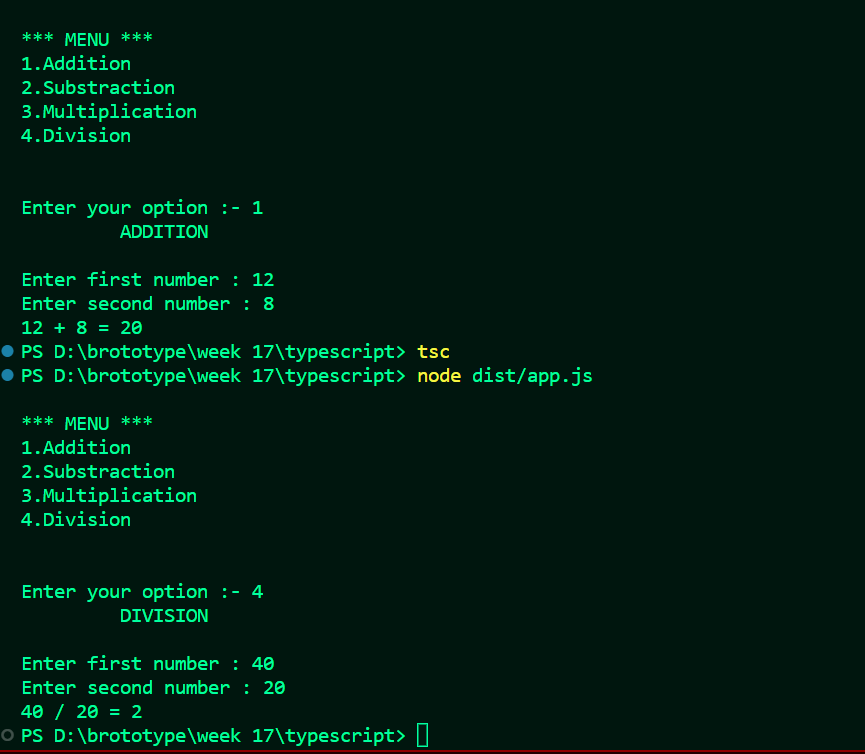 *** MENU ***
1.Addition
2.Substraction
3.Multiplication
4.Division
Enter your option :- 1
ADDITION
Enter first number : 12
Enter second number : 8
12 + 8 = 20
PS D:\brototype\week 17\typescript> tsc
PS D:\brototype\week 17\typescript> node dist/app.js
*** MENU ***
1.Addition
2.Substraction
3.Multiplication
4.Division
Enter your option :- 4
DIVISION
Enter first number : 40
Enter second number : 20
40 / 20 = 2
PS D:\brototype\week 17\typescript>